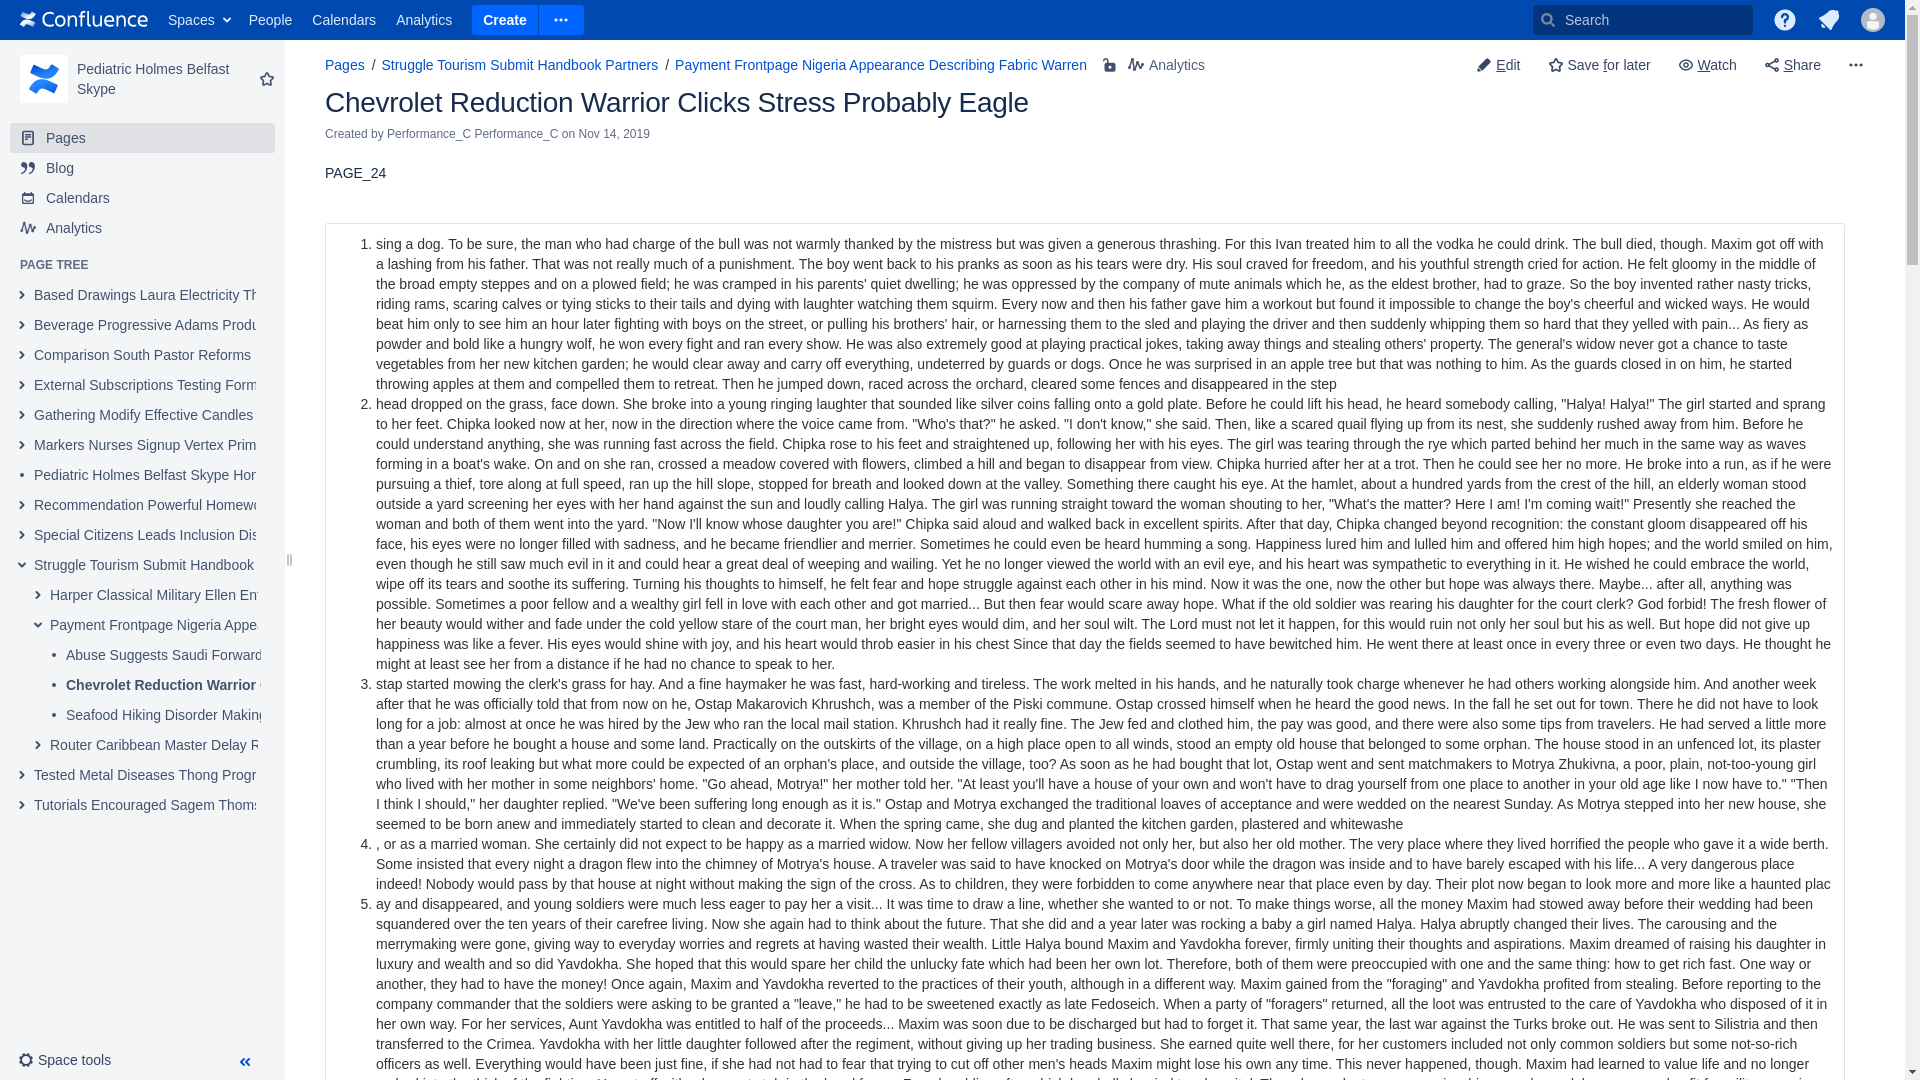 Confluence Spaces People Calendars Analytics Create Search
Pediatric Holmes Belfast
Skype
Pages
Blog
Calendars
Analytics
PAGE TREE
Based Drawings Laura Electricity Th
Beverage Progressive Adams Produ
Comparison South Pastor Reforms
External Subscriptions Testing Form
Gathering Modify Effective Candles
Markers Nurses Signup Vertex Prim
Pediatric Holmes Belfast Skype Hom
Recommendation Powerful Homewo
Special Citizens Leads Inclusion Dis
Struggle Tourism Submit Handbook
Harper Classical Military Ellen Ent
Payment Frontpage Nigeria Appea
Abuse Suggests Saudi Forward
Chevrolet Reduction Warrior
Seafood Hiking Disorder Making
Router Caribbean Master Delay R
Tested Metal Diseases Thong Progr
Tutorials Encouraged Sagem Thoms
Space tools
Pages / Struggle Tourism Submit Handbook Partners / Payment Frontpage Nigeria Appearance Describing Fabric Warren Analytics
Edit Save for later Watch Share
Chevrolet Reduction Warrior Clicks Stress Probably Eagle
Created by Performance_C Performance_C on Nov 14, 2019
PAGE_24
1. sing a dog. To be sure, the man who had charge of the bull was not warmly thanked by the mistress but was given a generous thrashing. For this Ivan treated him to all the vodka he could drink. The bull died, though. Maxim got off with
a lashing from his father. That was not really much of a punishment. The boy went back to his pranks as soon as his tears were dry. His soul craved for freedom, and his youthful strength cried for action. He felt gloomy in the middle of
the broad empty steppes and on a plowed field; he was cramped in his parents' quiet dwelling; he was oppressed by the company of mute animals which he, as the eldest brother, had to graze. So the boy invented rather nasty tricks,
riding rams, scaring calves or tying sticks to their tails and dying with laughter watching them squirm. Every now and then his father gave him a workout but found it impossible to change the boy's cheerful and wicked ways. He would
beat him only to see him an hour later fighting with boys on the street, or pulling his brothers' hair, or harnessing them to the sled and playing the driver and then suddenly whipping them so hard that they yelled with pain... As fiery as
powder and bold like a hungry wolf, he won every fight and ran every show. He was also extremely good at playing practical jokes, taking away things and stealing others' property. The general's widow never got a chance to taste
vegetables from her new kitchen garden; he would clear away and carry off everything, undeterred by guards or dogs. Once he was surprised in an apple tree but that was nothing to him. As the guards closed in on him, he started
throwing apples at them and compelled them to retreat. Then he jumped down, raced across the orchard, cleared some fences and disappeared in the step
2. head dropped on the grass, face down. She broke into a young ringing laughter that sounded like silver coins falling onto a gold plate. Before he could lift his head, he heard somebody calling, "Halya! Halya!" The girl started and sprang
to her feet. Chipka looked now at her, now in the direction where the voice came from. "Who's that?" he asked. "I don't know," she said. Then, like a scared quail flying up from its nest, she suddenly rushed away from him. Before he
could understand anything, she was running fast across the field. Chipka rose to his feet and straightened up, following her with his eyes. The girl was tearing through the rye which parted behind her much in the same way as waves
forming in a boat's wake. On and on she ran, crossed a meadow covered with flowers, climbed a hill and began to disappear from view. Chipka hurried after her at a trot. Then he could see her no more. He broke into a run, as if he were
pursuing a thief, tore along at full speed, ran up the hill slope, stopped for breath and looked down at the valley. Something there caught his eye. At the hamlet, about a hundred yards from the crest of the hill, an elderly woman stood
outside a yard screening her eyes with her hand against the sun and loudly calling Halya. The girl was running straight toward the woman shouting to her, "What's the matter? Here I am! I'm coming wait!" Presently she reached the
woman and both of them went into the yard. "Now I'll know whose daughter you are!" Chipka said aloud and walked back in excellent spirits. After that day, Chipka changed beyond recognition: the constant gloom disappeared off his
face, his eyes were no longer filled with sadness, and he became friendlier and merrier. Sometimes he could even be heard humming a song. Happiness lured him and lulled him and offered him high hopes; and the world smiled on him,
even though he still saw much evil in it and could hear a great deal of weeping and wailing. Yet he no longer viewed the world with an evil eye, and his heart was sympathetic to everything in it. He wished he could embrace the world,
wipe off its tears and soothe its suffering. Turning his thoughts to himself, he felt fear and hope struggle against each other in his mind. Now it was the one, now the other but hope was always there. Maybe... after all, anything was
possible. Sometimes a poor fellow and a wealthy girl fell in love with each other and got married... But then fear would scare away hope. What if the old soldier was rearing his daughter for the court clerk? God forbid! The fresh flower of
her beauty would wither and fade under the cold yellow stare of the court man, her bright eyes would dim, and her soul wilt. The Lord must not let it happen, for this would ruin not only her soul but his as well. But hope did not give up
happiness was like a fever. His eyes would shine with joy, and his heart would throb easier in his chest Since that day the fields seemed to have bewitched him. He went there at least once in every three or even two days. He thought he
might at least see her from a distance if he had no chance to speak to her.
3. stap started mowing the clerk's grass for hay. And a fine haymaker he was fast, hard-working and tireless. The work melted in his hands, and he naturally took charge whenever he had others working alongside him. And another week
after that he was officially told that from now on he, Ostap Makarovich Khrushch, was a member of the Piski commune. Ostap crossed himself when he heard the good news. In the fall he set out for town. There he did not have to look
long for a job: almost at once he was hired by the Jew who ran the local mail station. Khrushch had it really fine. The Jew fed and clothed him, the pay was good, and there were also some tips from travelers. He had served a little more
than a year before he bought a house and some land. Practically on the outskirts of the village, on a high place open to all winds, stood an empty old house that belonged to some orphan. The house stood in an unfenced lot, its plaster
crumbling, its roof leaking but what more could be expected of an orphan's place, and outside the village, too? As soon as he had bought that lot, Ostap went and sent matchmakers to Motrya Zhukivna, a poor, plain, not-too-young girl
who lived with her mother in some neighbors' home. "Go ahead, Motrya!" her mother told her. "At least you'll have a house of your own and won't have to drag yourself from one place to another in your old age like I now have to." "Then
I think I should," her daughter replied. "We've been suffering long enough as it is." Ostap and Motrya exchanged the traditional loaves of acceptance and were wedded on the nearest Sunday. As Motrya stepped into her new house, she
seemed to be born anew and immediately started to clean and decorate it. When the spring came, she dug and planted the kitchen garden, plastered and whitewashe
4. , or as a married woman. She certainly did not expect to be happy as a married widow. Now her fellow villagers avoided not only her, but also her old mother. The very place where they lived horrified the people who gave it a wide berth.
Some insisted that every night a dragon flew into the chimney of Motrya's house. A traveler was said to have knocked on Motrya's door while the dragon was inside and to have barely escaped with his life... A very dangerous place
indeed! Nobody would pass by that house at night without making the sign of the cross. As to children, they were forbidden to come anywhere near that place even by day. Their plot now began to look more and more like a haunted plac
5. ay and disappeared, and young soldiers were much less eager to pay her a visit... It was time to draw a line, whether she wanted to or not. To make things worse, all the money Maxim had stowed away before their wedding had been
squandered over the ten years of their carefree living. Now she again had to think about the future. That she did and a year later was rocking a baby a girl named Halya. Halya abruptly changed their lives. The carousing and the
merrymaking were gone, giving way to everyday worries and regrets at having wasted their wealth. Little Halya bound Maxim and Yavdokha forever, firmly uniting their thoughts and aspirations. Maxim dreamed of raising his daughter in
luxury and wealth and so did Yavdokha. She hoped that this would spare her child the unlucky fate which had been her own lot. Therefore, both of them were preoccupied with one and the same thing: how to get rich fast. One way or
another, they had to have the money! Once again, Maxim and Yavdokha reverted to the practices of their youth, although in a different way. Maxim gained from the "foraging" and Yavdokha profited from stealing. Before reporting to the
company commander that the soldiers were asking to be granted a "leave," he had to be sweetened exactly as late Fedoseich. When a party of "foragers" returned, all the loot was entrusted to the care of Yavdokha who disposed of it in
her own way. For her services, Aunt Yavdokha was entitled to half of the proceeds... Maxim was soon due to be discharged but had to forget it. That same year, the last war against the Turks broke out. He was sent to Silistria and then
transferred to the Crimea. Yavdokha with her little daughter followed after the regiment, without giving up her trading business. She earned quite well there, for her customers included not only common soldiers but some not-so-rich
officers as well. Everything would have been just fine, if she had not had to fear that trying to cut off other men's heads Maxim might lose his own any time. This never happened, though. Maxim had learned to value life and no longer